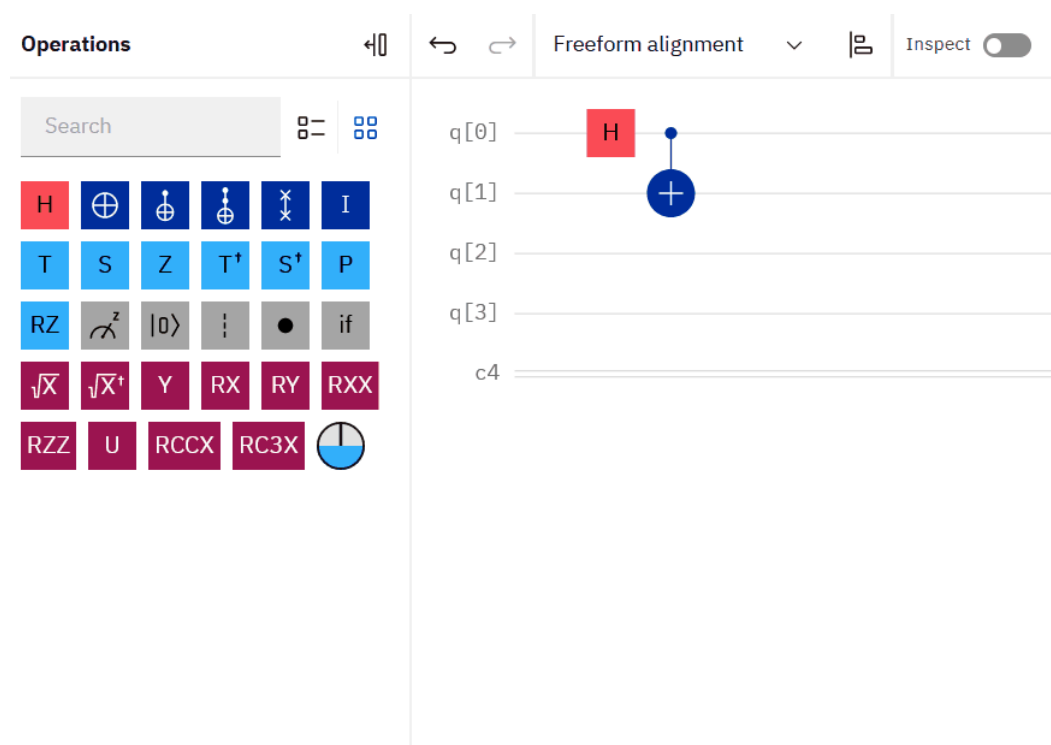 Operations
Freeform alignment
Inspect
Search
H I
T S Z T† S† P
RZ z |0⟩ if
√X √X† Y RX RY RXX
RZZ U RCCX RC3X
q[0] H
q[1]
q[2]
q[3]
c4